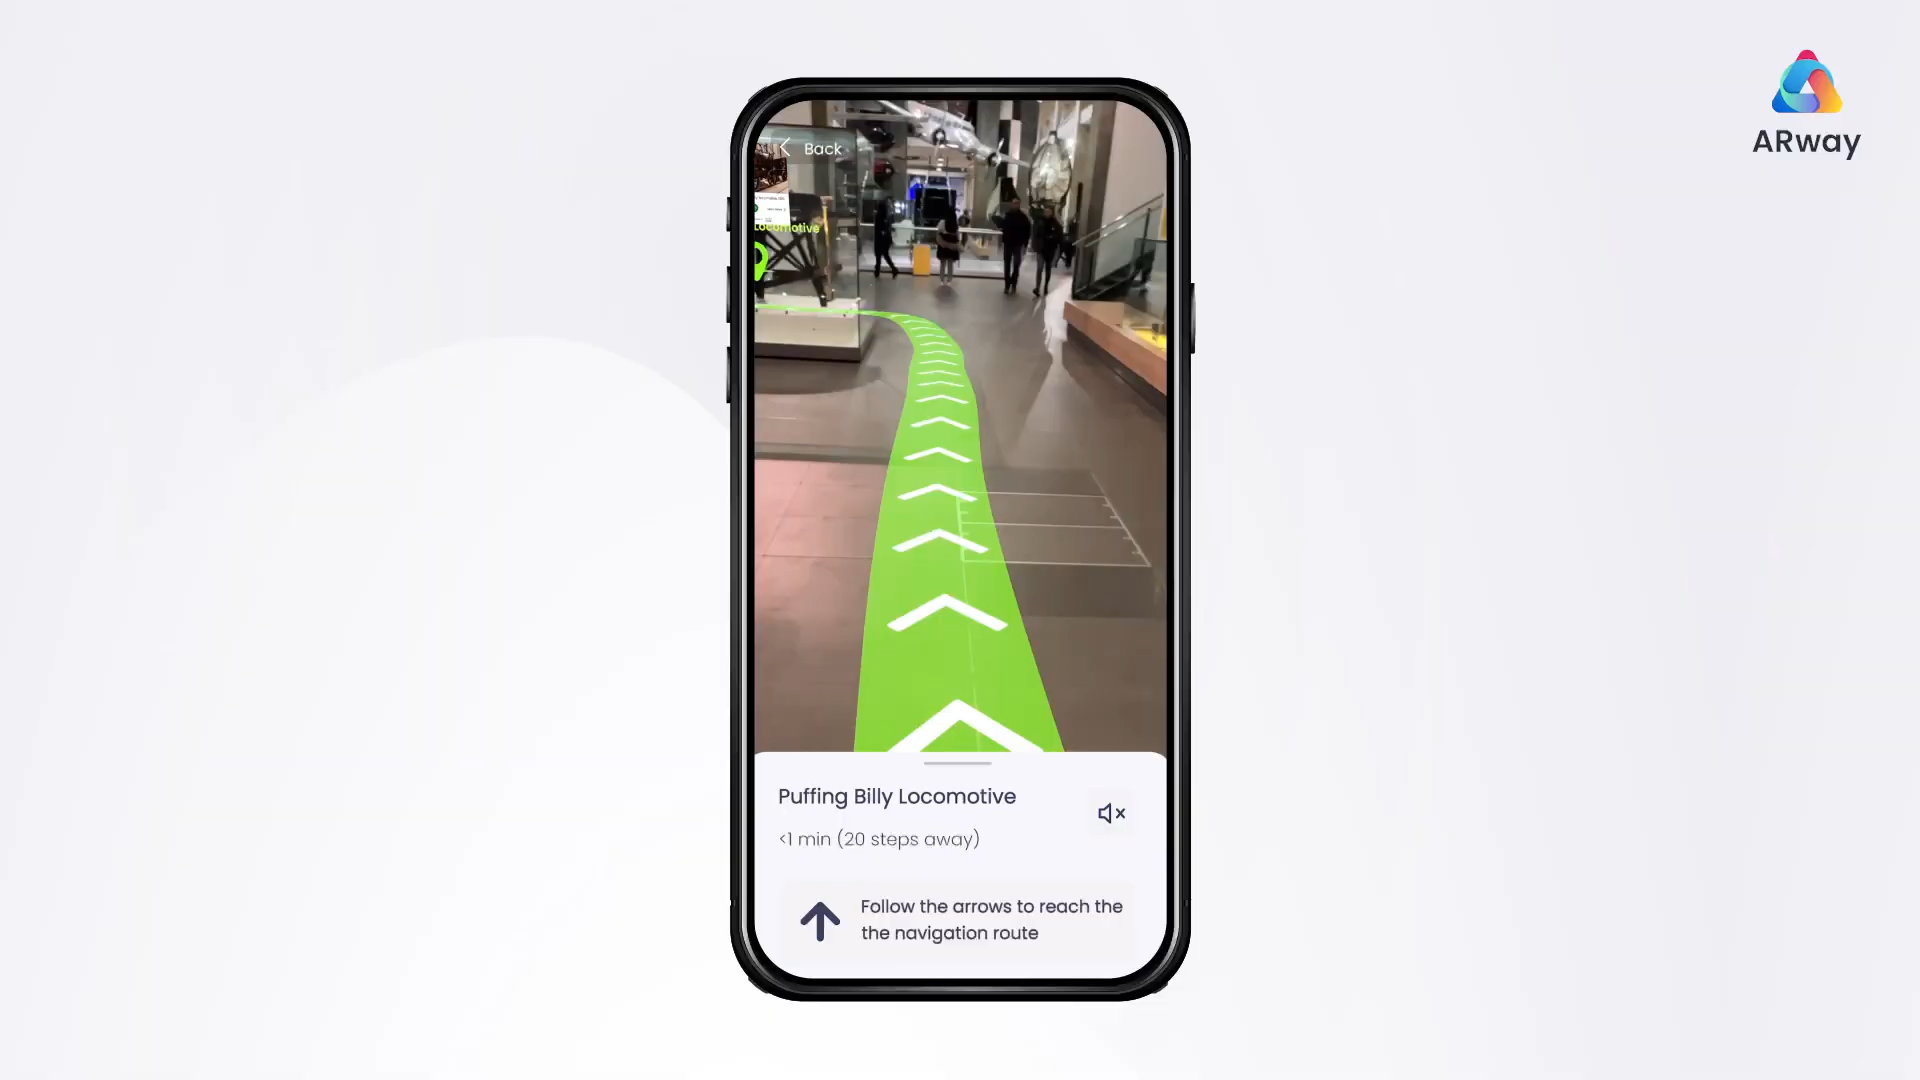 ARway
Back
Locomotive
Puffing Billy Locomotive
<1 min (20 steps away)
Follow the arrows to reach the
the navigation route